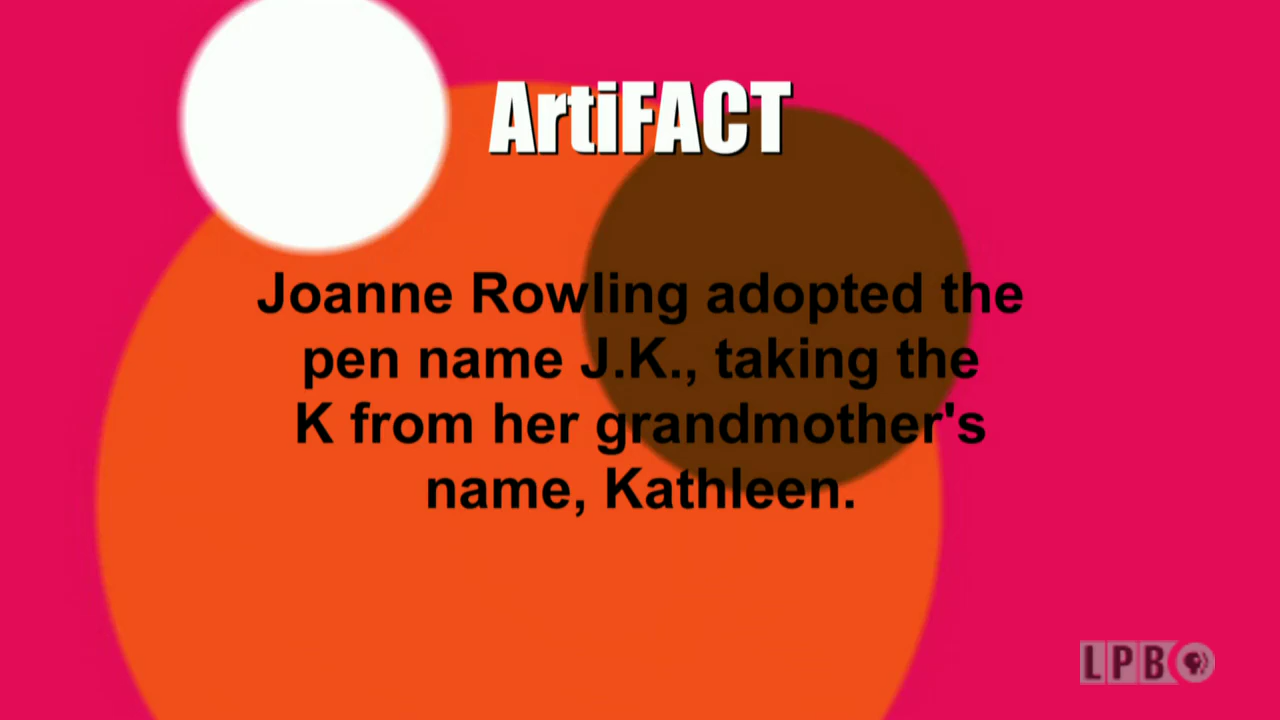 ArtiFACT
Joanne Rowling adopted the
pen name J.K., taking the
K from her grandmother's
name, Kathleen.
LPB